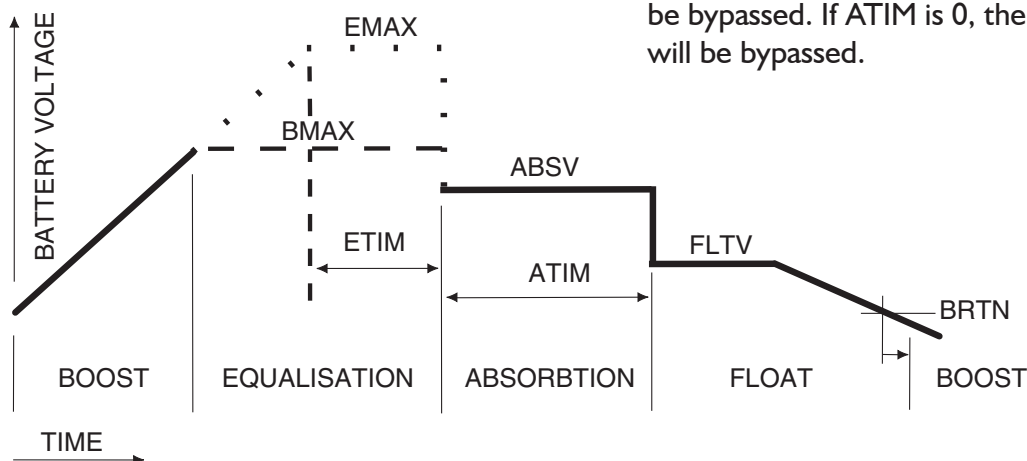 be bypassed. If ATIM is 0, the
will be bypassed.
EMAX
BATTERY VOLTAGE
BMAX
ABSV
ETIM
FLTV
ATIM
BRTN
BOOST
EQUALISATION
ABSORBTION
FLOAT
BOOST
TIME